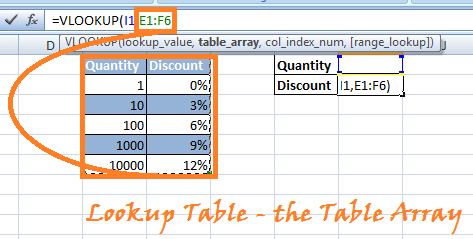 =VLOOKUP(I1,E1:F6
VLOOKUP(lookup_value, table_array, col_index_num, [range_lookup])
D
Quantity Discount
1 0%
10 3%
100 6%
1000 9%
10000 12%
Quantity
Discount I1,E1:F6)
Lookup Table - the Table Array